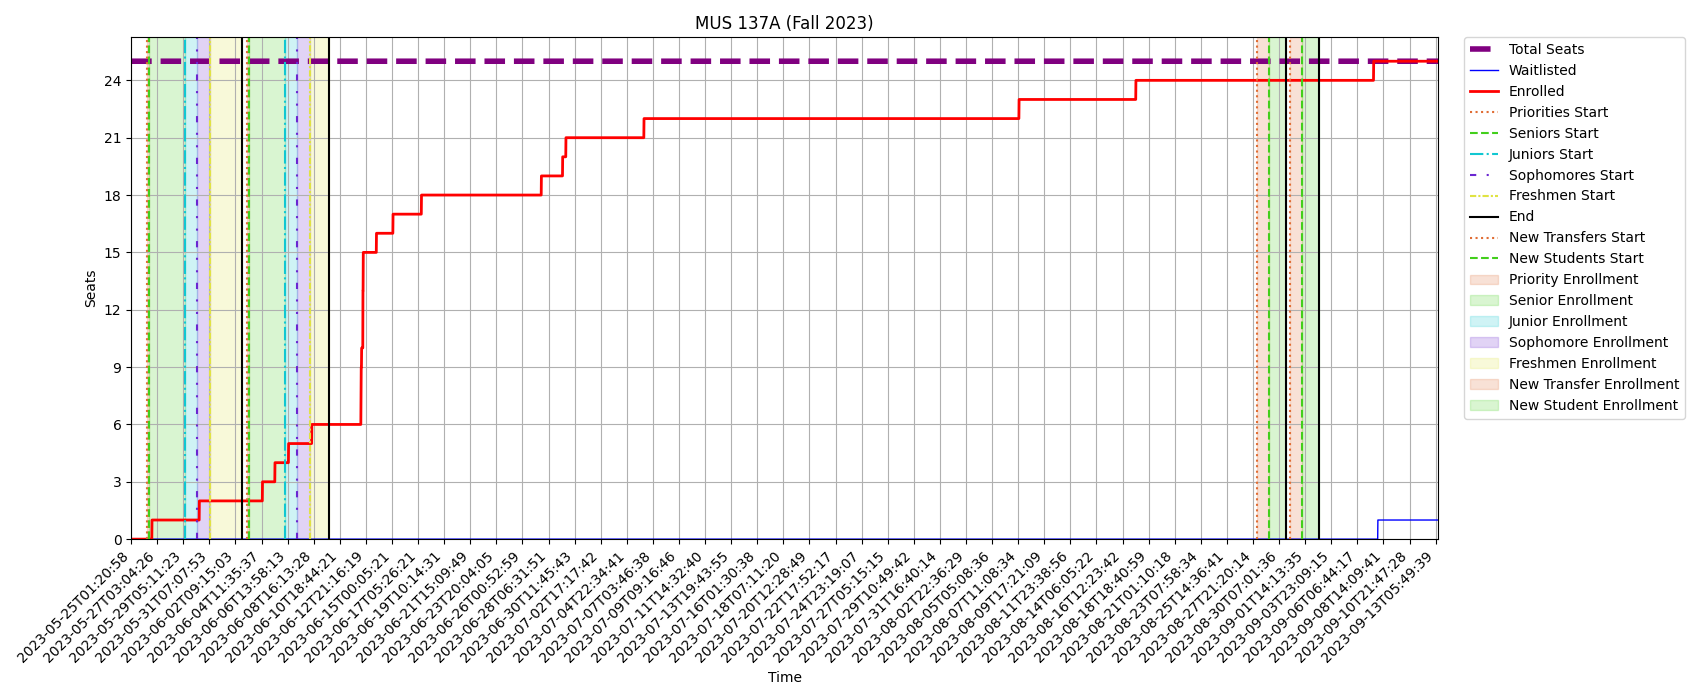 MUS 137A (Fall 2023)
Seats
24
21
18
15
12
9
6
3
0
2023-05-25T01:20:58
2023-05-27T03:04:26
2023-05-29T05:11:23
2023-05-31T07:07:53
2023-06-02T09:15:03
2023-06-04T11:35:37
2023-06-06T13:58:13
2023-06-08T16:13:28
2023-06-10T18:44:21
2023-06-12T21:16:19
2023-06-15T00:05:21
2023-06-17T05:26:21
2023-06-19T10:14:31
2023-06-21T15:09:49
2023-06-23T20:04:05
2023-06-26T00:52:59
2023-06-28T06:31:51
2023-06-30T11:45:43
2023-07-02T17:17:42
2023-07-04T22:34:41
2023-07-07T03:46:38
2023-07-09T09:16:46
2023-07-11T14:32:40
2023-07-13T19:43:55
2023-07-16T01:30:38
2023-07-18T07:11:20
2023-07-20T12:28:49
2023-07-22T17:52:17
2023-07-24T23:19:07
2023-07-27T05:15:15
2023-07-29T10:49:42
2023-07-31T16:40:14
2023-08-02T22:36:29
2023-08-05T05:08:36
2023-08-07T11:08:34
2023-08-09T17:21:09
2023-08-11T23:38:56
2023-08-14T06:05:22
2023-08-16T12:23:42
2023-08-18T18:40:59
2023-08-21T01:10:18
2023-08-23T07:58:34
2023-08-25T14:36:41
2023-08-27T21:20:14
2023-08-30T07:01:36
2023-09-01T14:13:35
2023-09-03T23:09:15
2023-09-06T06:44:17
2023-09-08T14:09:41
2023-09-10T21:47:28
2023-09-13T05:49:39
Time
Total Seats
Waitlisted
Enrolled
Priorities Start
Seniors Start
Juniors Start
Sophomores Start
Freshmen Start
End
New Transfers Start
New Students Start
Priority Enrollment
Senior Enrollment
Junior Enrollment
Sophomore Enrollment
Freshmen Enrollment
New Transfer Enrollment
New Student Enrollment